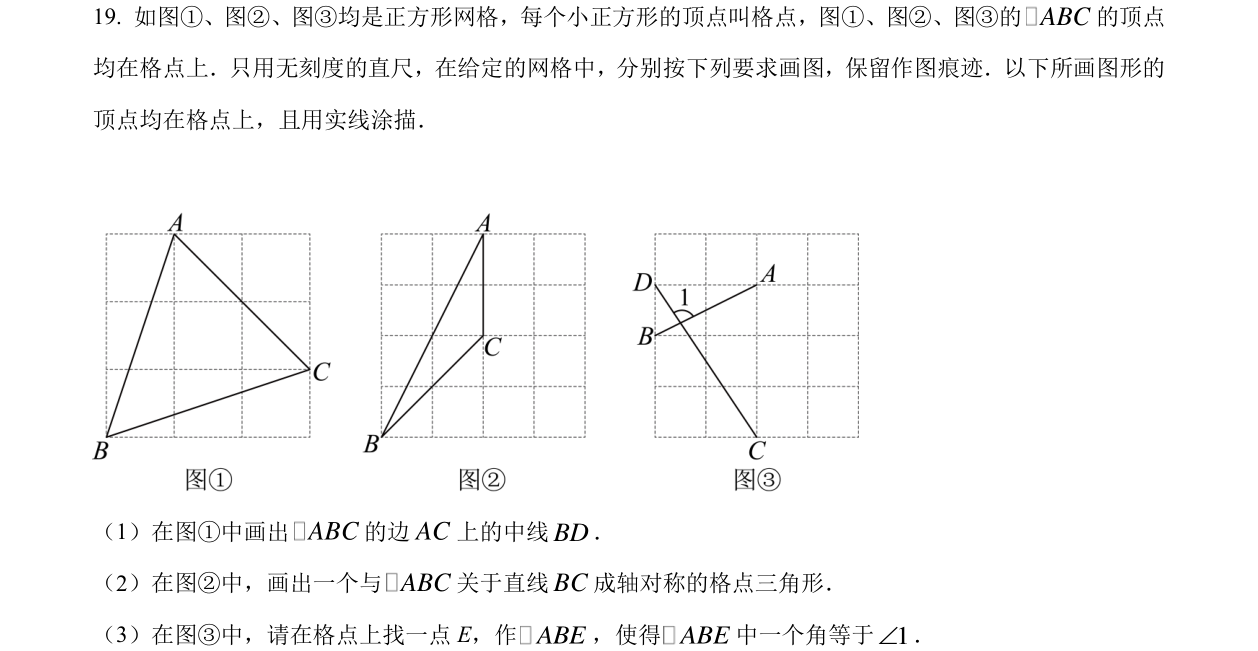 19. 如图①、图②、图③均是正方形网格，每个小正方形的顶点叫格点，图①、图②、图③的□ABC 的顶点
均在格点上．只用无刻度的直尺，在给定的网格中，分别按下列要求画图，保留作图痕迹．以下所画图形的
顶点均在格点上，且用实线涂描．
A
C
B
图①
A
C
B
图②
D
A
1
B
C
图③
（1）在图①中画出□ABC 的边 AC 上的中线 BD．
（2）在图②中，画出一个与□ABC 关于直线 BC 成轴对称的格点三角形．
（3）在图③中，请在格点上找一点 E，作□ABE，使得□ABE 中一个角等于∠1．